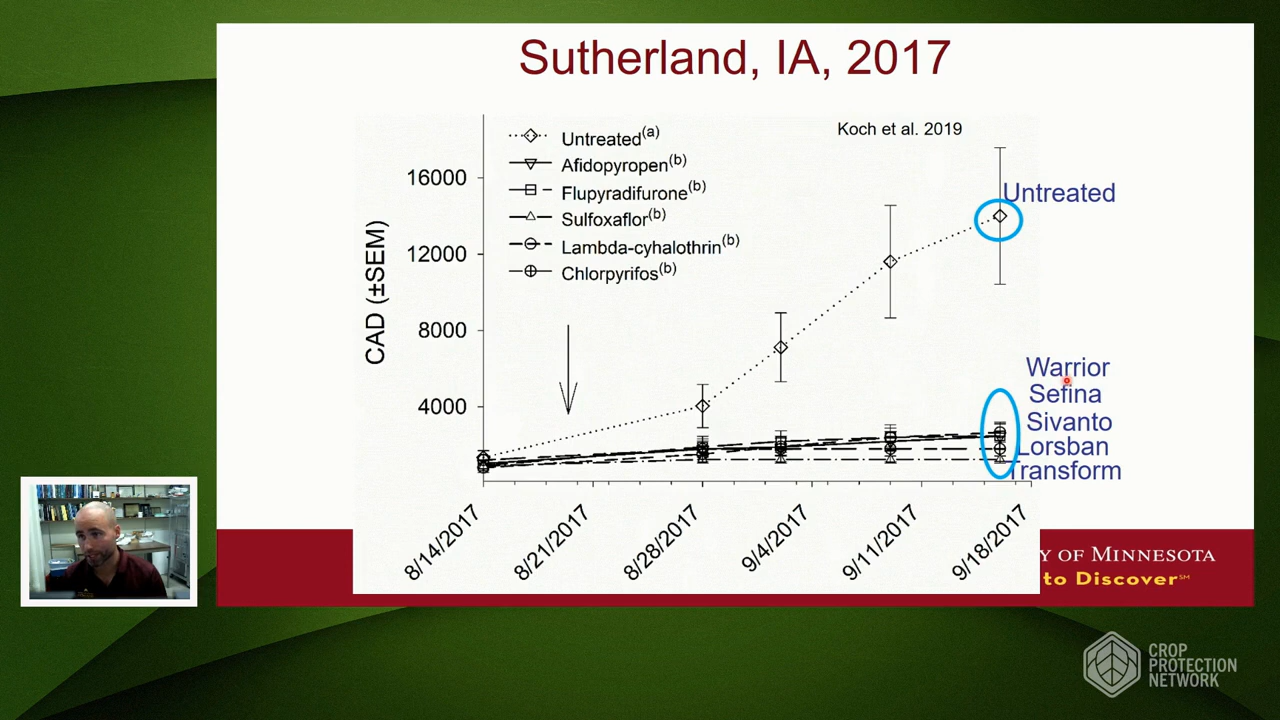 Sutherland, IA, 2017
Koch et al. 2019
Untreated(a)
Afidopyropen(b)
Flupyradifurone(b)
Sulfoxaflor(b)
Lambda-cyhalothrin(b)
Chlorpyrifos(b)
CAD (±SEM)
16000
12000
8000
4000
Untreated
Warrior
Sefina
Sivanto
Lorsban
Transform
8/14/2017
8/21/2017
8/28/2017
9/4/2017
9/11/2017
9/18/2017
Y OF MINNESOTA
to Discover℠
CROP
PROTECTION
NETWORK